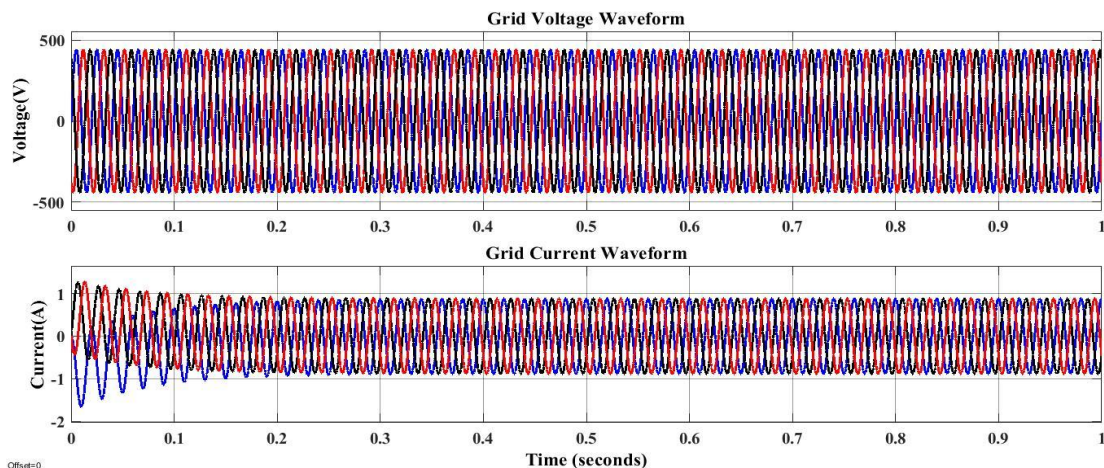 Grid Voltage Waveform
500
0
-500
Voltage(V)
0 0.1 0.2 0.3 0.4 0.5 0.6 0.7 0.8 0.9 1
Grid Current Waveform
1
0
-1
-2
Current(A)
0 0.1 0.2 0.3 0.4 0.5 0.6 0.7 0.8 0.9 1
Time (seconds)
Offset=0